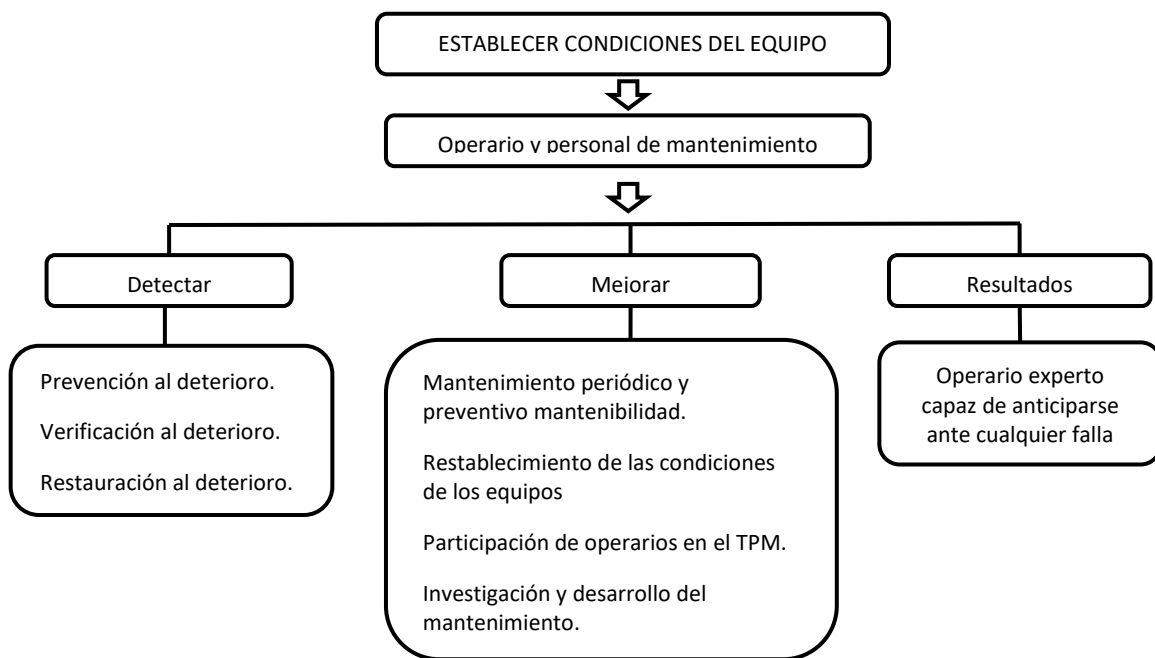 ESTABLECER CONDICIONES DEL EQUIPO
Operario y personal de mantenimiento
Detectar
Mejorar
Resultados
Prevención al deterioro.
Verificación al deterioro.
Restauración al deterioro.
Mantenimiento periódico y
preventivo mantenibilidad.
Restablecimiento de las condiciones
de los equipos
Participación de operarios en el TPM.
Investigación y desarrollo del
mantenimiento.
Operario experto
capaz de anticiparse
ante cualquier falla